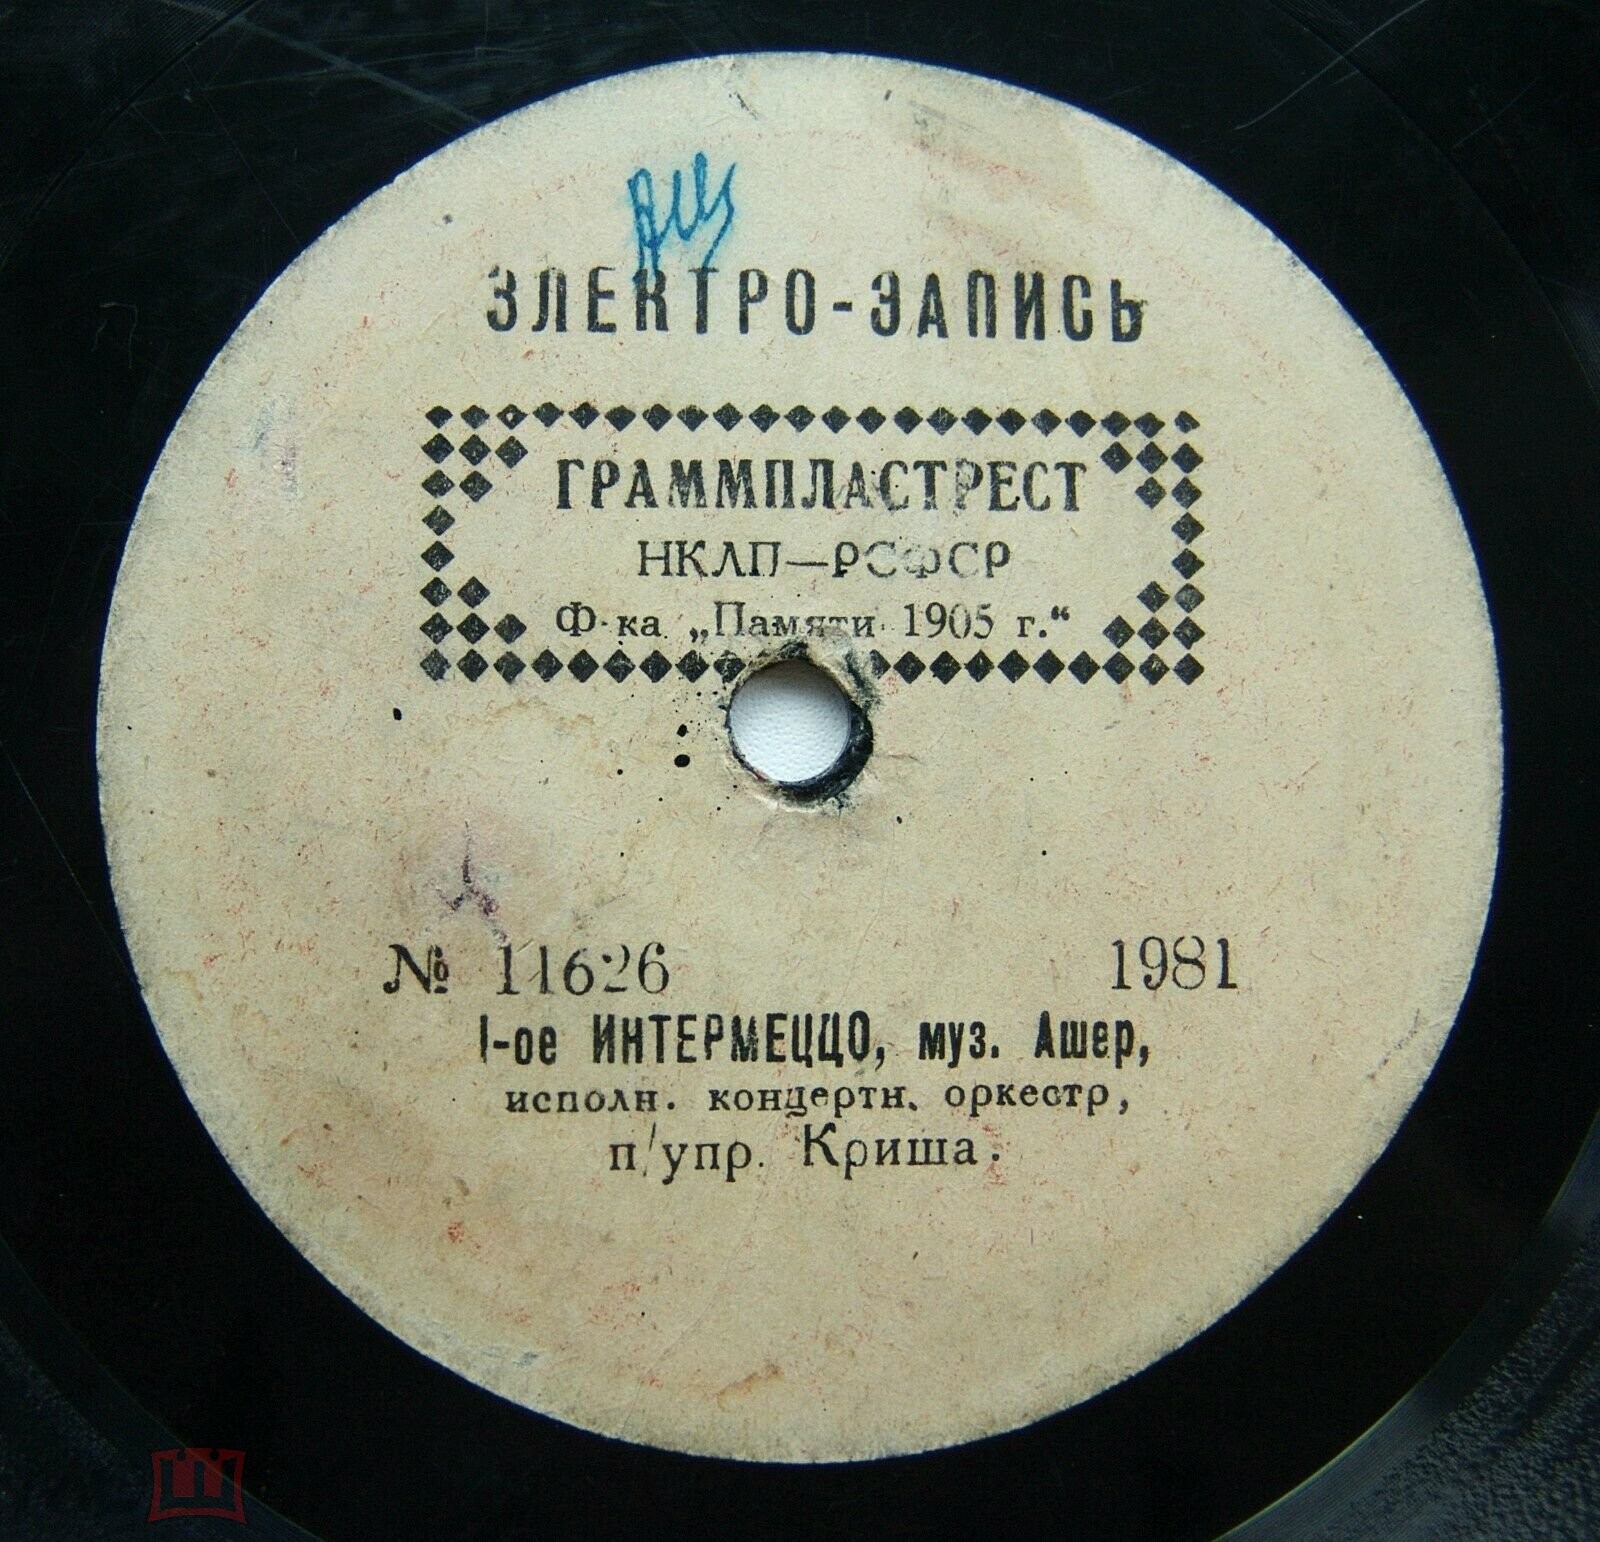 ЭЛЕКТРО-ЗАПИСЬ
ГРАММПЛАСТРЕСТ
НКЛП—РСФСР
Ф-ка „Памяти 1905 г.“
№ 11626 1981
I-ое ИНТЕРМЕЦЦО, муз. Ашер,
исполн. концертн. оркестр,
п/упр. Криша.